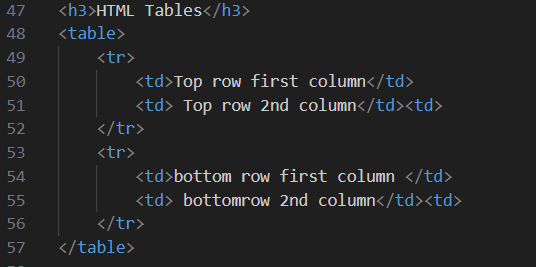 47 <h3>HTML Tables</h3>
48 <table>
49 <tr>
50 <td>Top row first column</td>
51 <td> Top row 2nd column</td><td>
52 </tr>
53 <tr>
54 <td>bottom row first column </td>
55 <td> bottomrow 2nd column</td><td>
56 </tr>
57 </table>